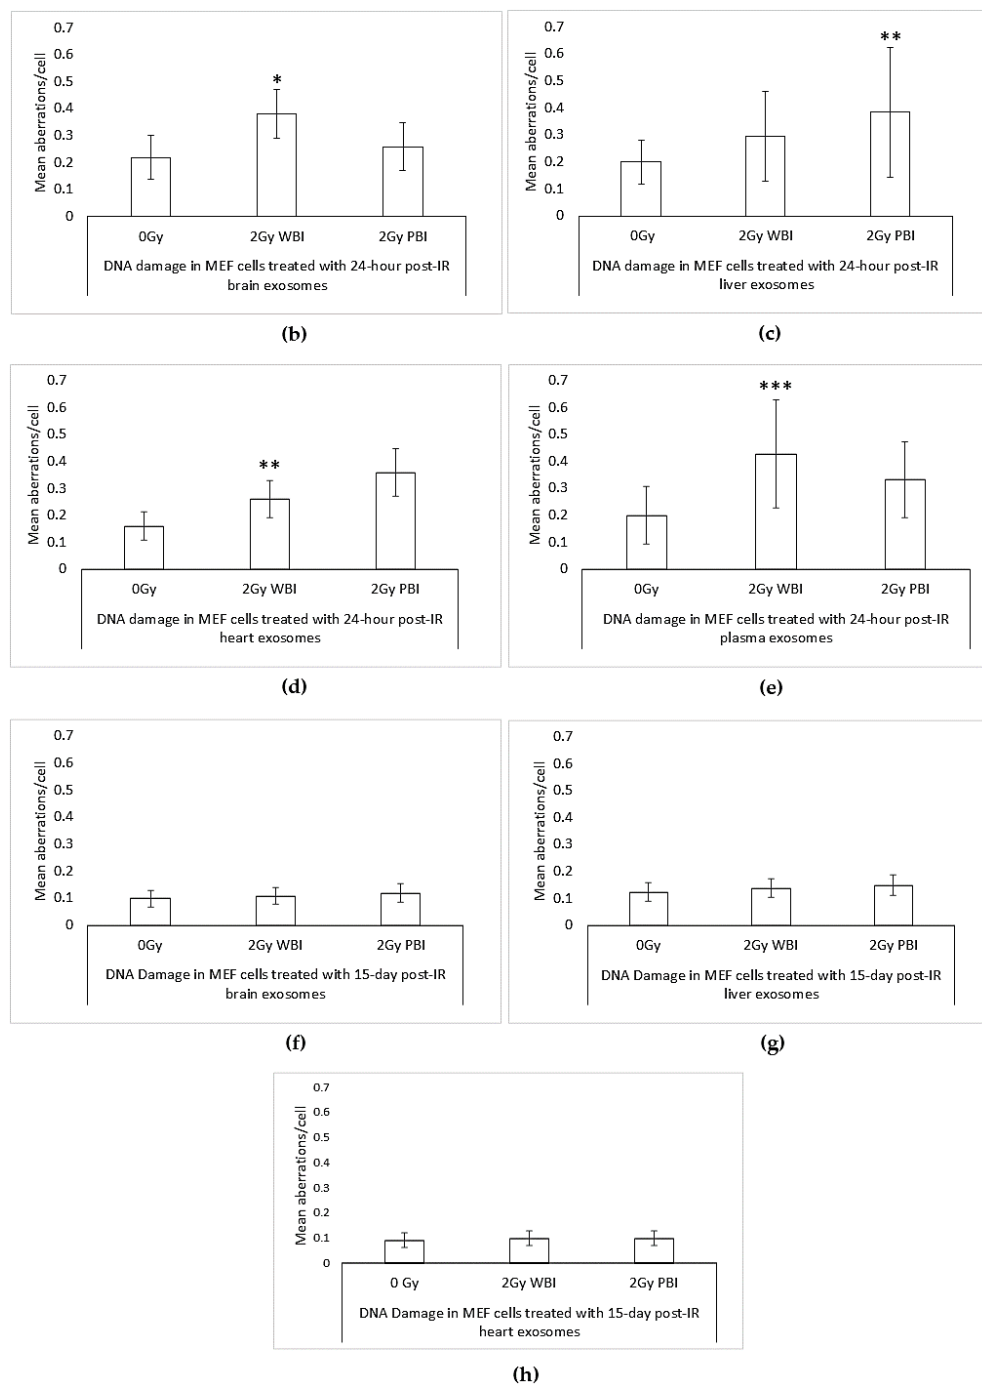 Mean aberrations/cell
0.7
0.6
0.5
0.4
0.3
0.2
0.1
0
*
0Gy 2Gy WBI 2Gy PBI
DNA damage in MEF cells treated with 24-hour post-IR
brain exosomes
(b)
Mean aberrations/cell
0.7
0.6
0.5
0.4
0.3
0.2
0.1
0
**
0Gy 2Gy WBI 2Gy PBI
DNA damage in MEF cells treated with 24-hour post-IR
liver exosomes
(c)
Mean aberrations/cell
0.7
0.6
0.5
0.4
0.3
0.2
0.1
0
**
0Gy 2Gy WBI 2Gy PBI
DNA damage in MEF cells treated with 24-hour post-IR
heart exosomes
(d)
Mean aberrations/cell
0.7
0.6
0.5
0.4
0.3
0.2
0.1
0
***
0Gy 2Gy WBI 2Gy PBI
DNA damage in MEF cells treated with 24-hour post-IR
plasma exosomes
(e)
Mean aberrations/cell
0.7
0.6
0.5
0.4
0.3
0.2
0.1
0
0Gy 2Gy WBI 2Gy PBI
DNA Damage in MEF cells treated with 15-day post-IR
brain exosomes
(f)
Mean aberrations/cell
0.7
0.6
0.5
0.4
0.3
0.2
0.1
0
0Gy 2Gy WBI 2Gy PBI
DNA Damage in MEF cells treated with 15-day post-IR
liver exosomes
(g)
Mean aberrations/cell
0.7
0.6
0.5
0.4
0.3
0.2
0.1
0
0 Gy 2Gy WBI 2Gy PBI
DNA Damage in MEF cells treated with 15-day post-IR
heart exosomes
(h)